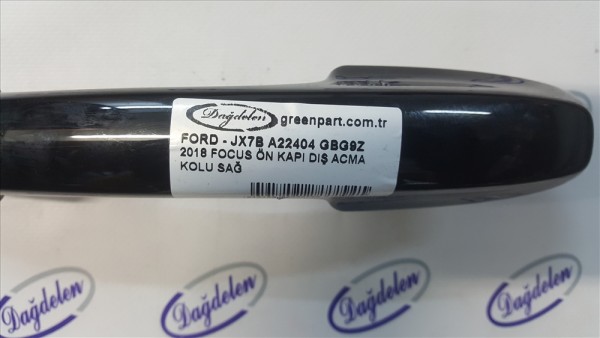 Dağdelen
greenpart.com.tr
FORD - JX7B A22404 GBG9Z
2018 FOCUS ÖN KAPI DIŞ ACMA
KOLU SAĞ
Dağdelen
Dağdelen
Dağdelen
Dağdelen